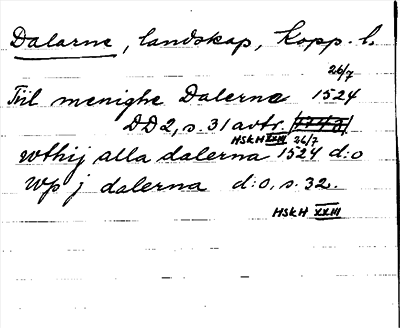 Dalarne, landskap, Kopp. l.
26/7
Til menighe Dalerna 1524
DD2, s. 31 avtr.
HSKH XXIII 26/7
wthij alla dalerna 1524 d:o
wp j dalerna d:o, s. 32.
HSKH XXIII